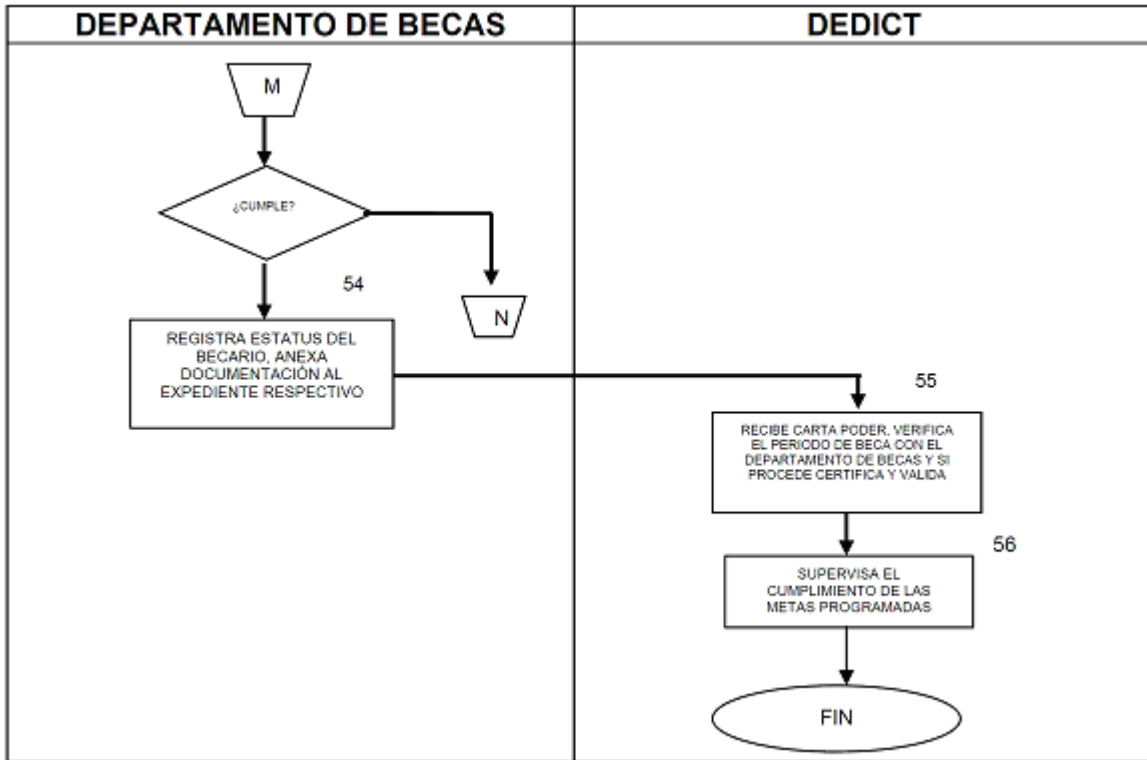 DEPARTAMENTO DE BECAS
DEDICT
M
¿CUMPLE?
54
N
REGISTRA ESTATUS DEL
BECARIO, ANEXA
DOCUMENTACIÓN AL
EXPEDIENTE RESPECTIVO
55
RECIBE CARTA PODER, VERIFICA
EL PERIODO DE BECA CON EL
DEPARTAMENTO DE BECAS Y SI
PROCEDE CERTIFICA Y VALIDA
56
SUPERVISA EL
CUMPLIMIENTO DE LAS
METAS PROGRAMADAS
FIN